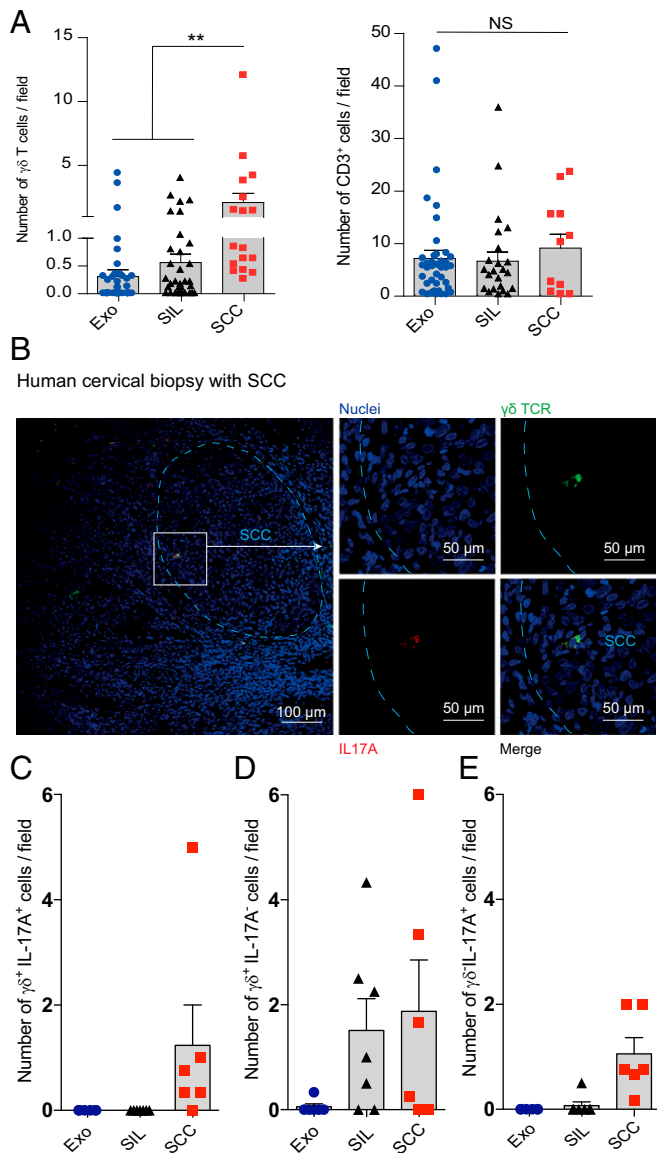 A
Number of γδ T cells / field
15
10
5
1.0
0.5
0.0
**
Exo
SIL
SCC
Number of CD3⁺ cells / field
50
40
30
20
10
0
NS
Exo
SIL
SCC
B
Human cervical biopsy with SCC
Nuclei
γδ TCR
SCC
100 µm
50 µm
50 µm
50 µm
SCC
50 µm
IL17A
Merge
C
Number of γδ⁺ IL-17A⁺ cells / field
6
4
2
0
Exo
SIL
SCC
D
Number of γδ⁺ IL-17A⁻ cells / field
6
4
2
0
Exo
SIL
SCC
E
Number of γδ⁻IL-17A⁺ cells / field
6
4
2
0
Exo
SIL
SCC